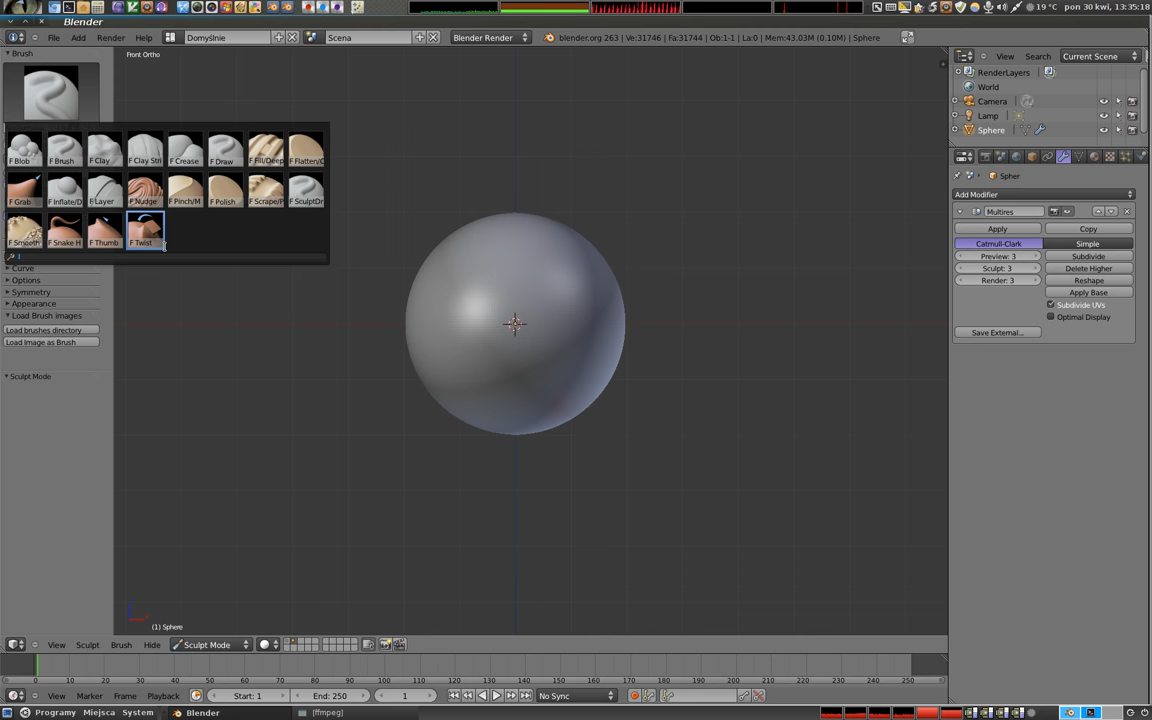 19 °C pon 30 kwi, 13:35:18
Blender
File Add Render Help Domyślnie Scena Blender Render blender.org 263 | Ve:31746 | Fa:31744 | Ob:1-1 | La:0 | Mem:43.03M (0.10M) | Sphere
Brush
Front Ortho
View Search Current Scene
RenderLayers
World
Camera
Lamp
Sphere
F Blob F Brush F Clay F Clay Stri F Crease F Draw F Fill/Deep F Flatten/C
F Grab F Inflate/D F Layer F Nudge F Pinch/M F Polish F Scrape/P F SculptDr
F Smooth F Snake H F Thumb F Twist
Curve
Options
Symmetry
Appearance
Load Brush images
Load brushes directory
Load Image as Brush
Sculpt Mode
Spher
Add Modifier
Multires
Apply Copy
Catmull-Clark Simple
Preview: 3 Subdivide
Sculpt: 3 Delete Higher
Render: 3 Reshape
Apply Base
Subdivide UVs
Optimal Display
Save External...
(1) Sphere
View Sculpt Brush Hide Sculpt Mode
0 10 20 30 40 50 60 70 80 90 100 110 120 130 140 150 160 170 180 190 200 210 220 230 240 250
View Marker Frame Playback Start: 1 End: 250 1 No Sync
Programy Miejsca System Blender [ffmpeg]